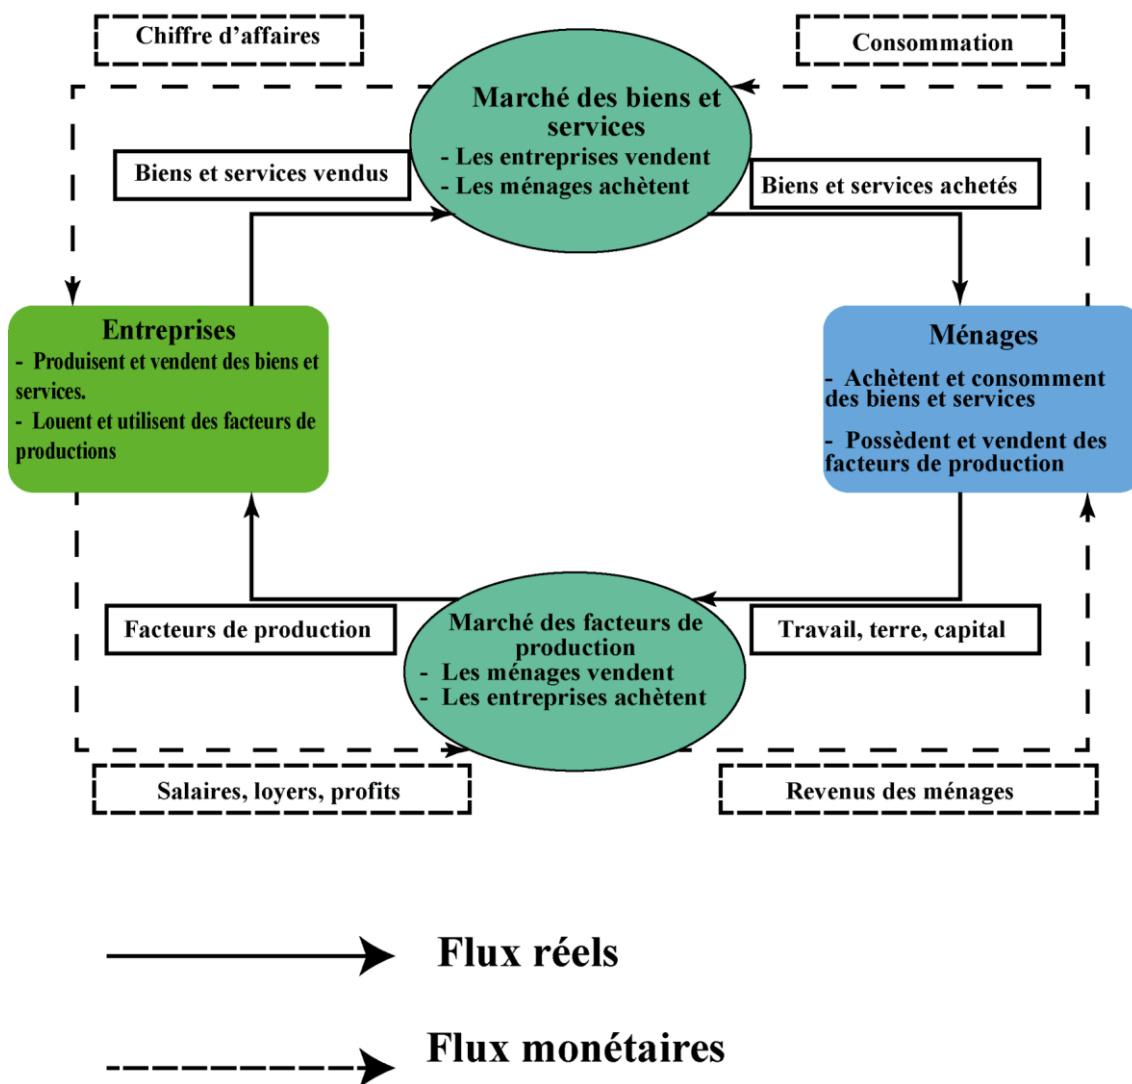 Chiffre d’affaires
Consommation
Marché des biens et
services
- Les entreprises vendent
- Les ménages achètent
Biens et services vendus
Biens et services achetés
Entreprises
- Produisent et vendent des biens et
services.
- Louent et utilisent des facteurs de
productions
Ménages
- Achètent et consomment
des biens et services
- Possèdent et vendent des
facteurs de production
Facteurs de production
Marché des facteurs de
production
- Les ménages vendent
- Les entreprises achètent
Travail, terre, capital
Salaires, loyers, profits
Revenus des ménages
Flux réels
Flux monétaires